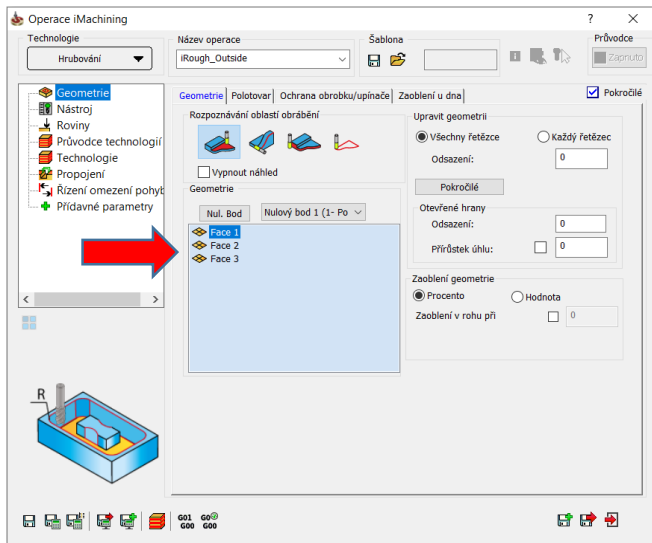 Operace iMachining
Technologie
Hrubování
Název operace
iRough_Outside
Šablona
Průvodce
Zapnuto
Geometrie
Nástroj
Roviny
Průvodce technologií
Technologie
Propojení
Řízení omezení pohyb
Přídavné parametry
Geometrie Polotovar Ochrana obrobku/upínače Zaoblení u dna
Pokročilé
Rozpoznávání oblastí obrábění
Vypnout náhled
Geometrie
Nul. Bod Nulový bod 1 (1- Po
Face 1
Face 2
Face 3
Upravit geometrii
Všechny řetězce Každý řetězec
Odsazení: 0
Pokročilé
Otevřené hrany
Odsazení: 0
Přírůstek úhlu: 0
Zaoblení geometrie
Procento Hodnota
Zaoblení v rohu při 0
R
G01 G00
G00 G00